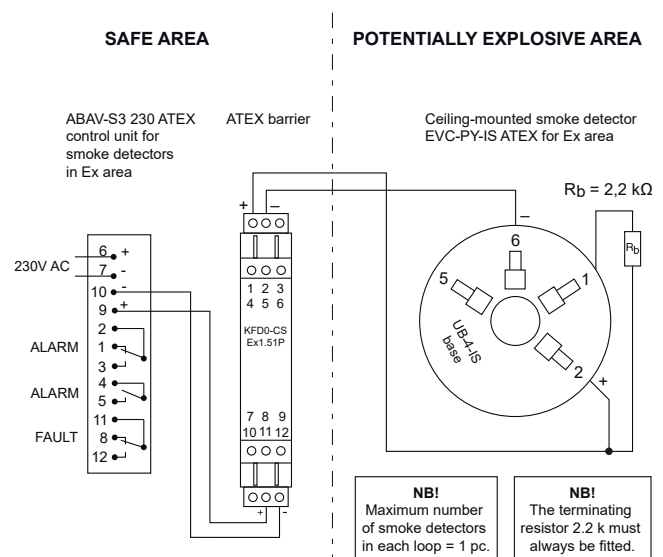 SAFE AREA
POTENTIALLY EXPLOSIVE AREA
ABAV-S3 230 ATEX
control unit for
smoke detectors
in Ex area
ATEX barrier
Ceiling-mounted smoke detector
EVC-PY-IS ATEX for Ex area
Rb = 2,2 kΩ
+ –
–
6 +
230V AC
7 -
10 -
9 +
2
ALARM 1
3
4
ALARM
5
11
FAULT 8
12
1 2 3
4 5 6
KFD0-CS
Ex1.51P
7 8 9
10 11 12
+ -
6
5
1
Rb
UB-4-IS
base
2
+
NB!
Maximum number
of smoke detectors
in each loop = 1 pc.
NB!
The terminating
resistor 2.2 k must
always be fitted.